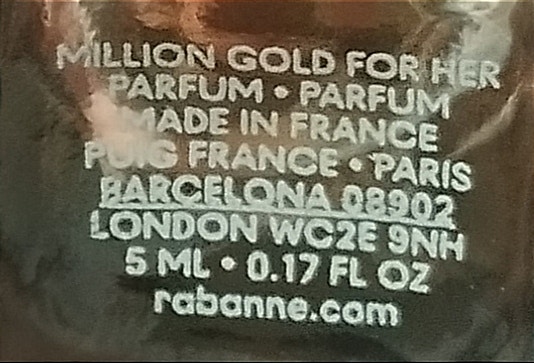 MILLION GOLD FOR HER
PARFUM • PARFUM
MADE IN FRANCE
PUIG FRANCE • PARIS
BARCELONA 08902
LONDON WC2E 9NH
5 ML • 0.17 FL OZ
rabanne.com